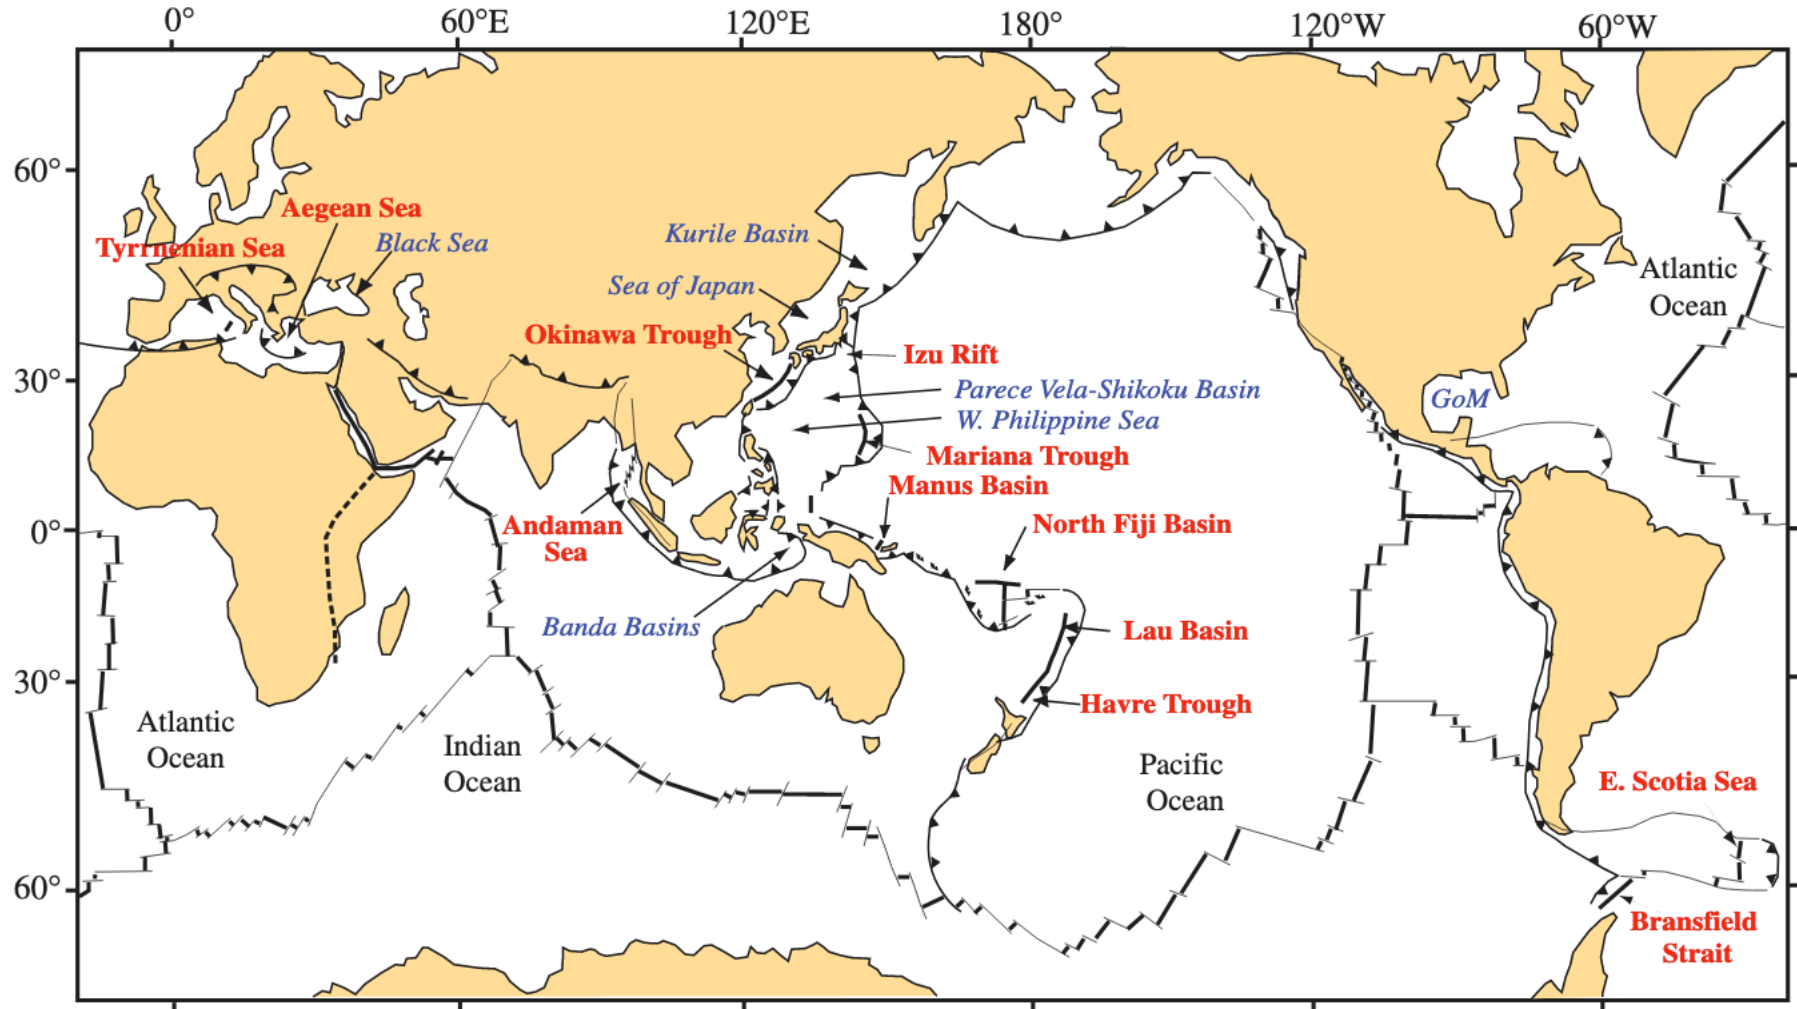 0°
60°E
120°E
180°
120°W
60°W
60°
30°
0°
30°
60°
Aegean Sea
Tyrrhenian Sea
Black Sea
Kurile Basin
Sea of Japan
Okinawa Trough
Izu Rift
Parece Vela-Shikoku Basin
W. Philippine Sea
Mariana Trough
Manus Basin
North Fiji Basin
Andaman
Sea
Banda Basins
Lau Basin
Havre Trough
GoM
Atlantic
Ocean
Atlantic
Ocean
Indian
Ocean
Pacific
Ocean
E. Scotia Sea
Bransfield
Strait